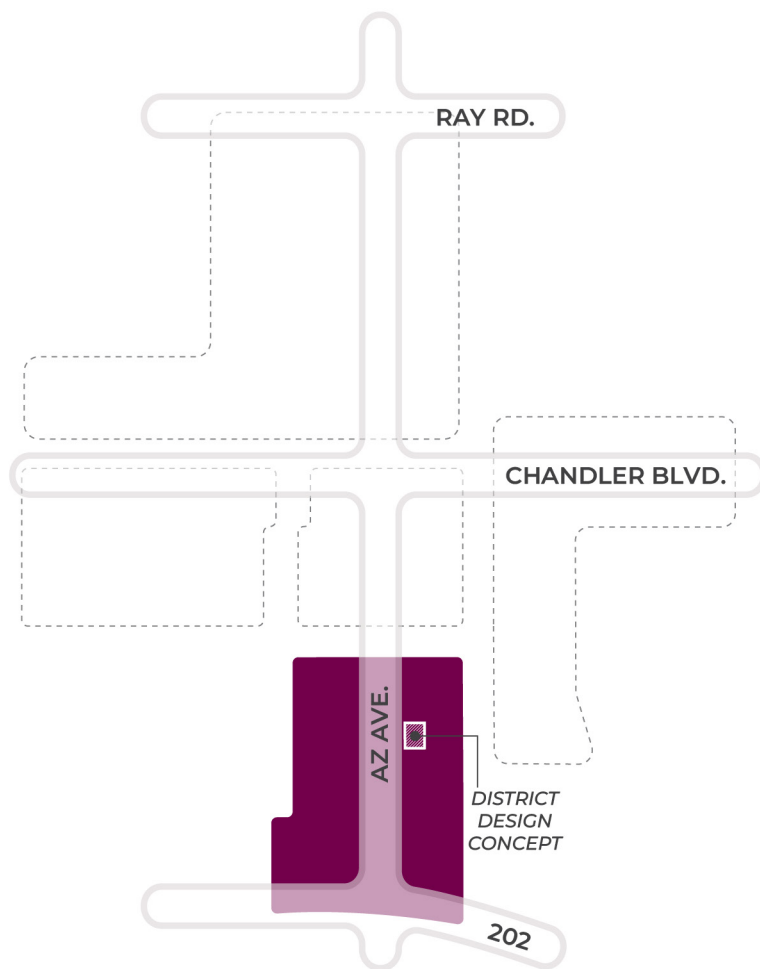 RAY RD.
CHANDLER BLVD.
AZ AVE.
DISTRICT
DESIGN
CONCEPT
202